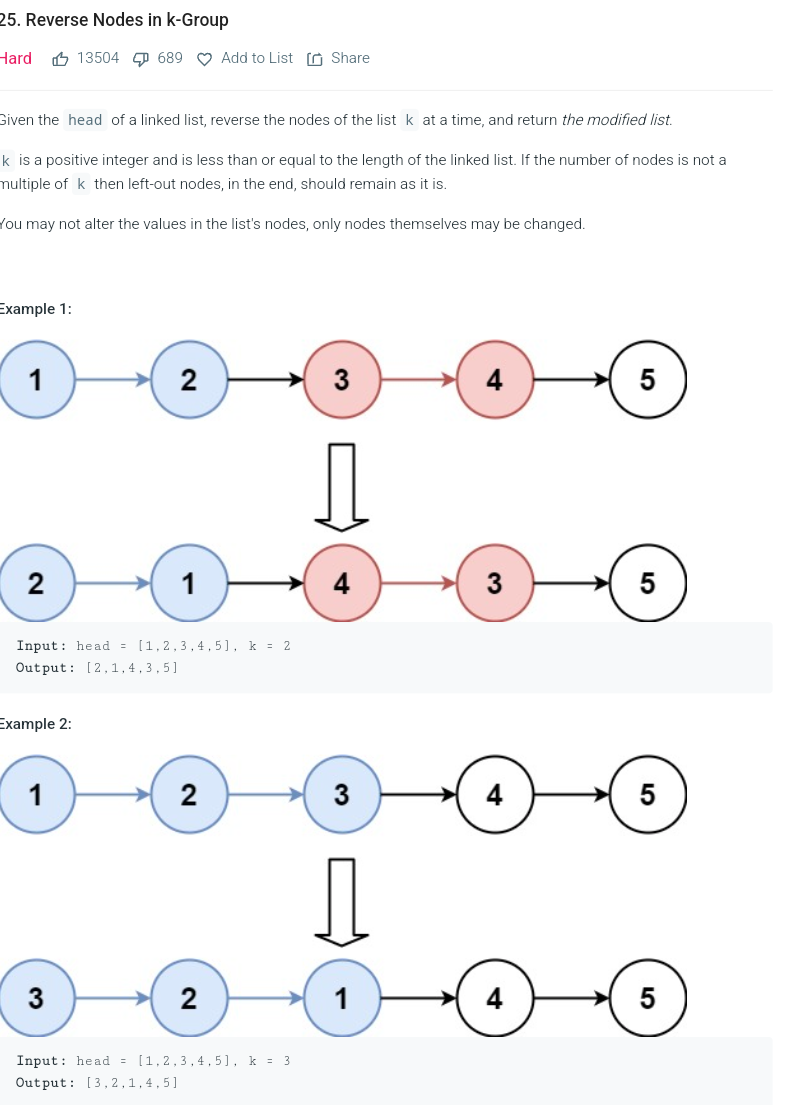 25. Reverse Nodes in k-Group
Hard 13504 689 Add to List Share
Given the head of a linked list, reverse the nodes of the list k at a time, and return the modified list.
k is a positive integer and is less than or equal to the length of the linked list. If the number of nodes is not a
multiple of k then left-out nodes, in the end, should remain as it is.
You may not alter the values in the list's nodes, only nodes themselves may be changed.
Example 1:
1 2 3 4 5
2 1 4 3 5
Input: head = [1,2,3,4,5], k = 2
Output: [2,1,4,3,5]
Example 2:
1 2 3 4 5
3 2 1 4 5
Input: head = [1,2,3,4,5], k = 3
Output: [3,2,1,4,5]